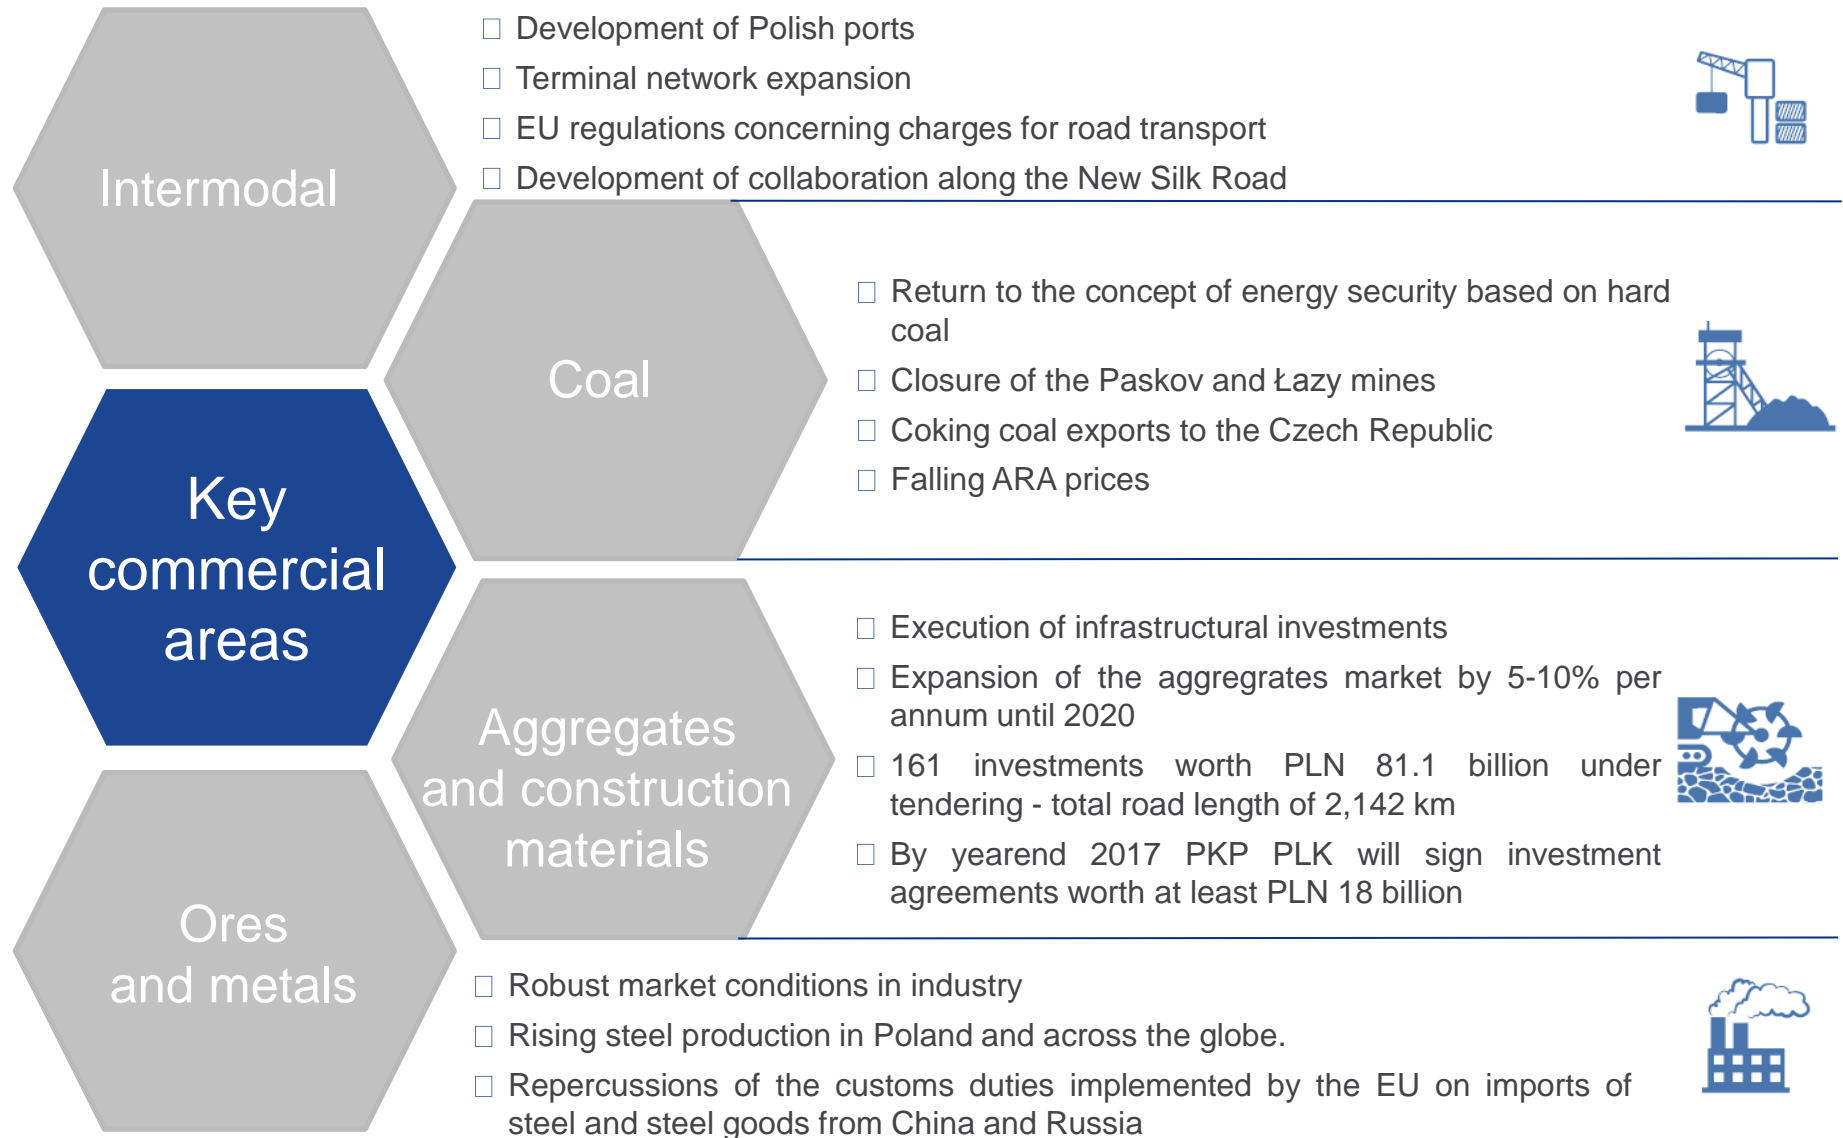 Development of Polish ports
Terminal network expansion
EU regulations concerning charges for road transport
Development of collaboration along the New Silk Road
Intermodal
Return to the concept of energy security based on hard
coal
Closure of the Paskov and Łazy mines
Coking coal exports to the Czech Republic
Falling ARA prices
Coal
Key
commercial
areas
Execution of infrastructural investments
Expansion of the aggregrates market by 5-10% per
annum until 2020
161 investments worth PLN 81.1 billion under
tendering - total road length of 2,142 km
By yearend 2017 PKP PLK will sign investment
agreements worth at least PLN 18 billion
Aggregates
and construction
materials
Ores
and metals
Robust market conditions in industry
Rising steel production in Poland and across the globe.
Repercussions of the customs duties implemented by the EU on imports of
steel and steel goods from China and Russia